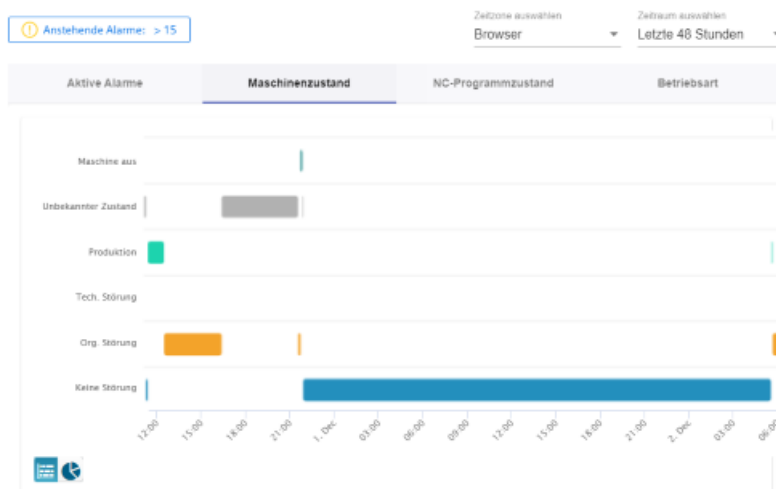 Anstehende Alarme: > 15
Zeitzone auswählen
Browser
Zeitraum auswählen
Letzte 48 Stunden
Aktive Alarme
Maschinenzustand
NC-Programmzustand
Betriebsart
Maschine aus
Unbekannter Zustand
Produktion
Tech. Störung
Org. Störung
Keine Störung
12:00
15:00
18:00
21:00
1. Dec
03:00
06:00
09:00
12:00
15:00
18:00
21:00
2. Dec
03:00
06:00